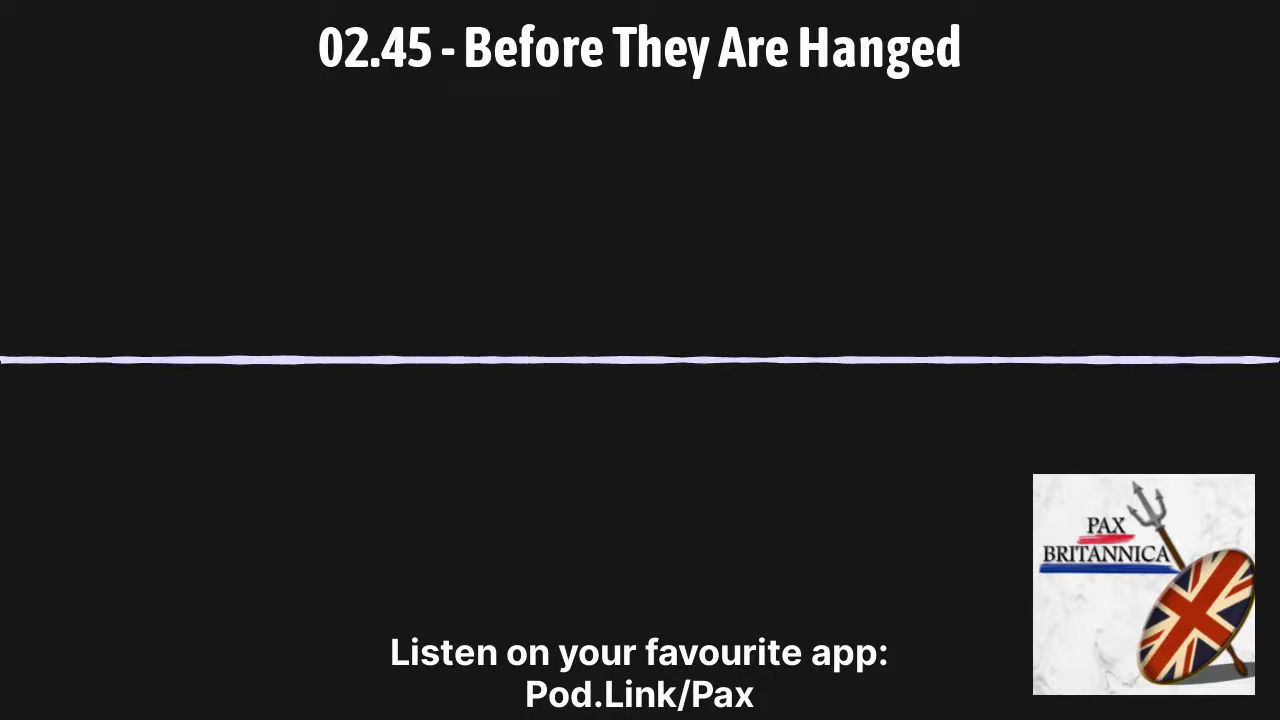 02.45 - Before They Are Hanged
PAX
BRITANNICA
Listen on your favourite app:
Pod.Link/Pax